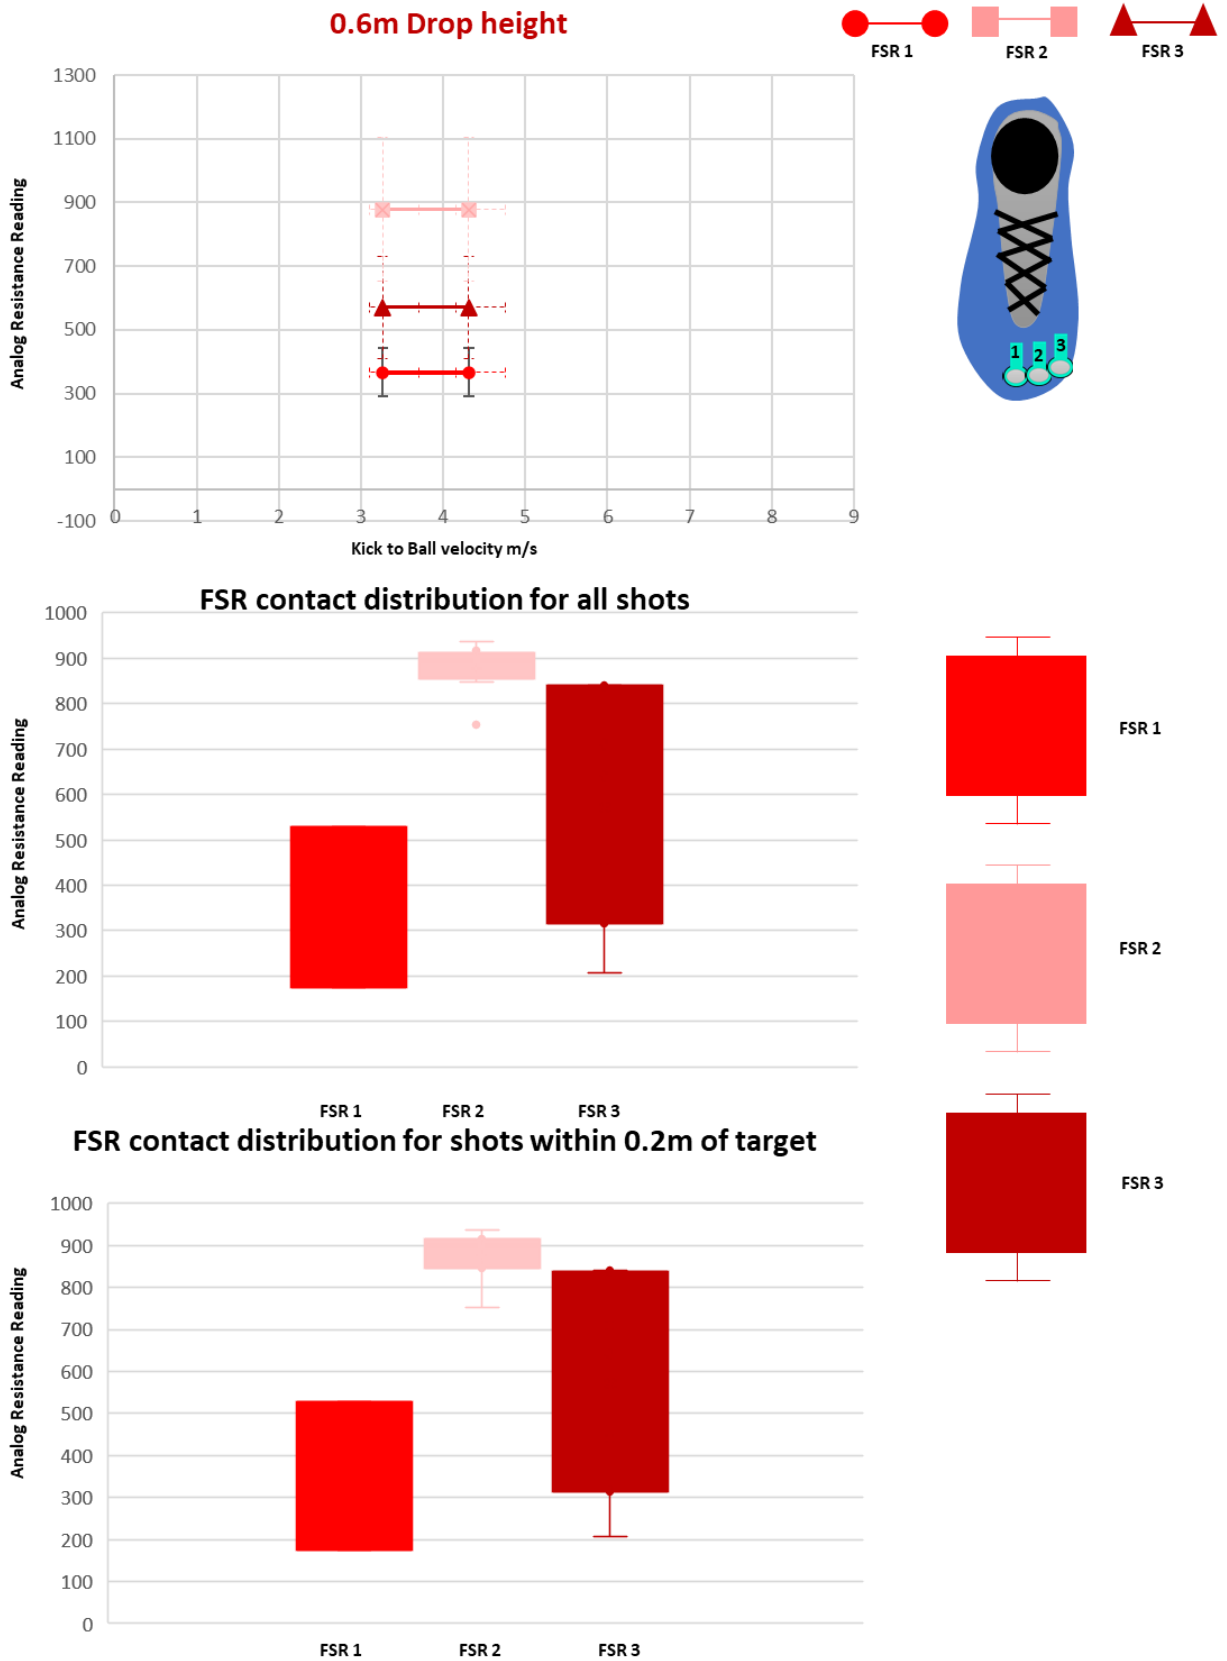 0.6m Drop height
FSR 1
FSR 2
FSR 3
1300
1100
900
700
500
300
100
-100
0 1 2 3 4 5 6 7 8 9
Analog Resistance Reading
Kick to Ball velocity m/s
1 2 3
FSR contact distribution for all shots
1000
900
800
700
600
500
400
300
200
100
0
Analog Resistance Reading
FSR 1 FSR 2 FSR 3
FSR 1
FSR 2
FSR 3
FSR contact distribution for shots within 0.2m of target
1000
900
800
700
600
500
400
300
200
100
0
Analog Resistance Reading
FSR 1 FSR 2 FSR 3